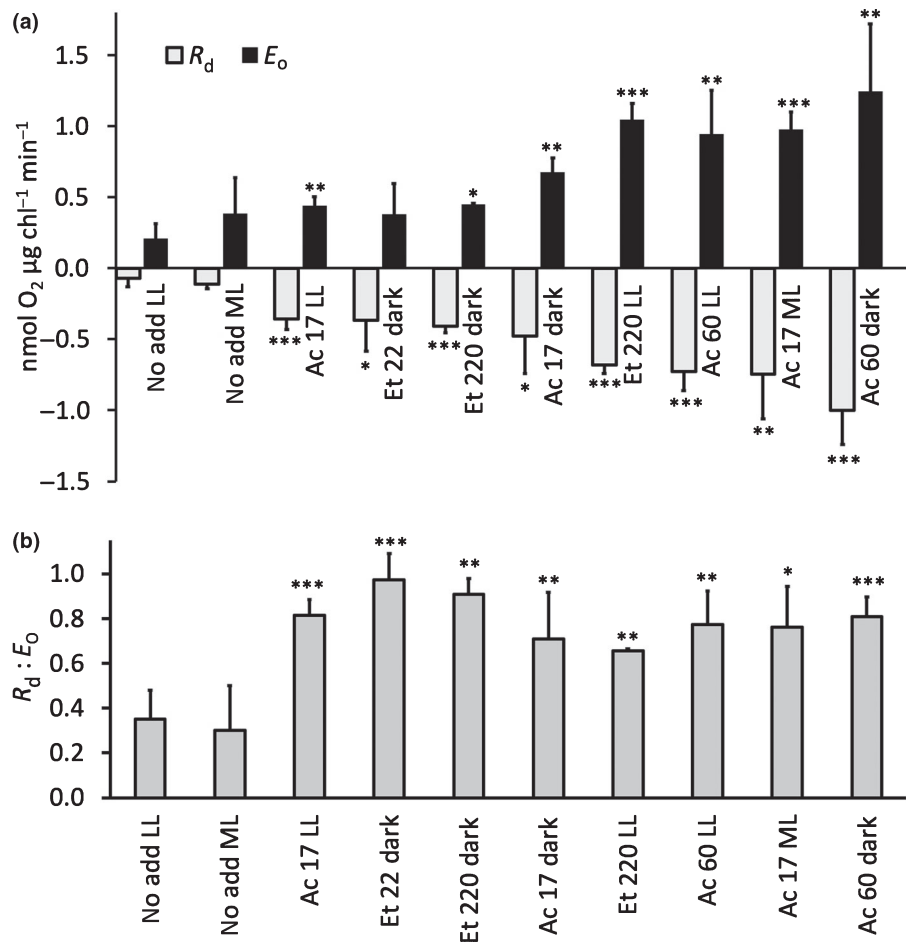 (a)
Rd Eo
nmol O2 µg chl−1 min−1
1.5
1.0
0.5
0.0
−0.5
−1.0
−1.5
** * ** *** ** *** **
No add LL
No add ML
Ac 17 LL
Et 22 dark
Et 220 dark
Ac 17 dark
Et 220 LL
Ac 60 LL
Ac 17 ML
Ac 60 dark
*** * *** * *** *** ** ***
(b)
Rd : Eo
1.0
0.8
0.6
0.4
0.2
0.0
*** *** ** ** ** ** * ***
No add LL
No add ML
Ac 17 LL
Et 22 dark
Et 220 dark
Ac 17 dark
Et 220 LL
Ac 60 LL
Ac 17 ML
Ac 60 dark